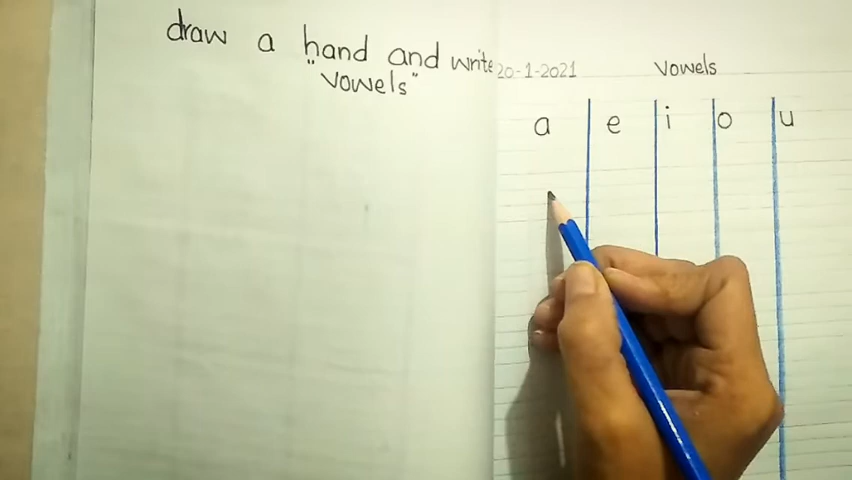 draw a hand and write
"vowels"
20-1-2021 Vowels
a e i o u